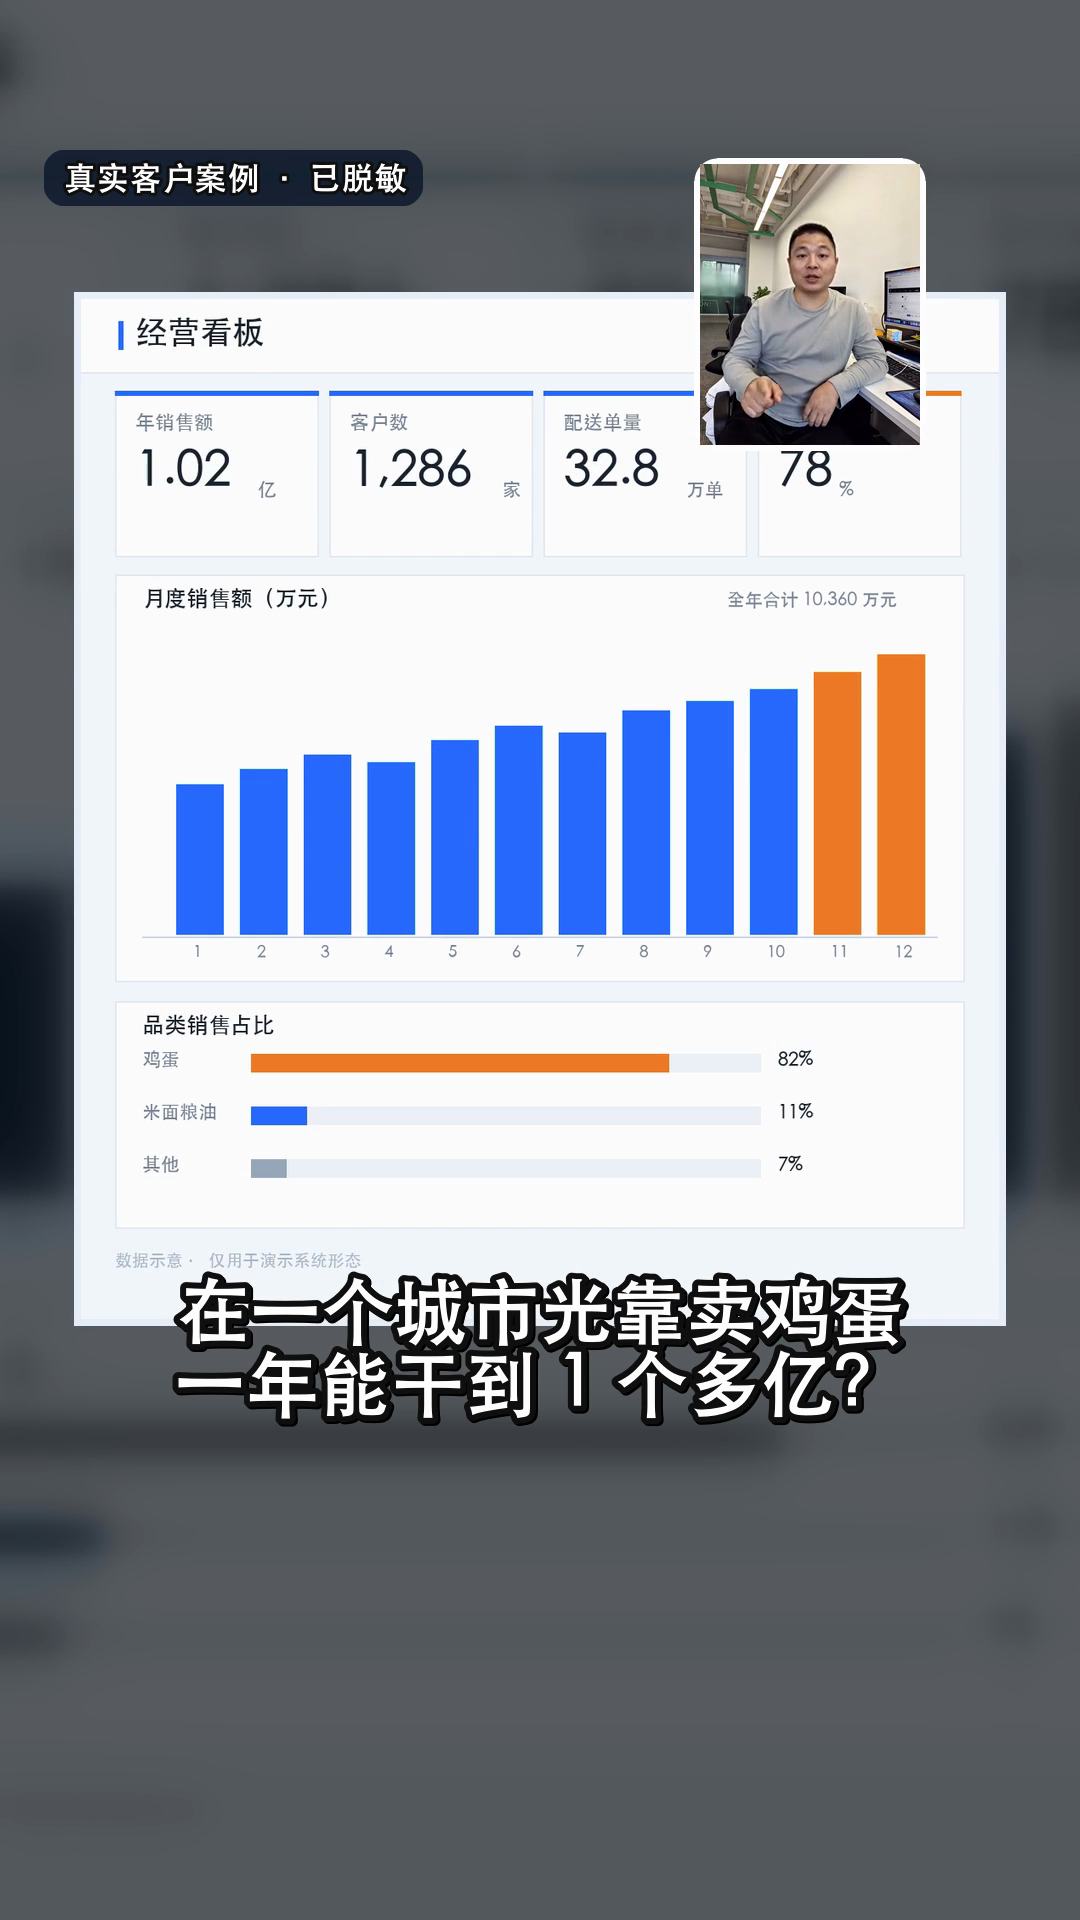 真实客户案例 · 已脱敏
经营看板
年销售额
1.02 亿
客户数
1,286 家
配送单量
32.8 万单
78 %
月度销售额（万元）
全年合计 10,360 万元
1 2 3 4 5 6 7 8 9 10 11 12
品类销售占比
鸡蛋 82%
米面粮油 11%
其他 7%
数据示意 · 仅用于演示系统形态
在一个城市光靠卖鸡蛋
一年能干到 1 个多亿?